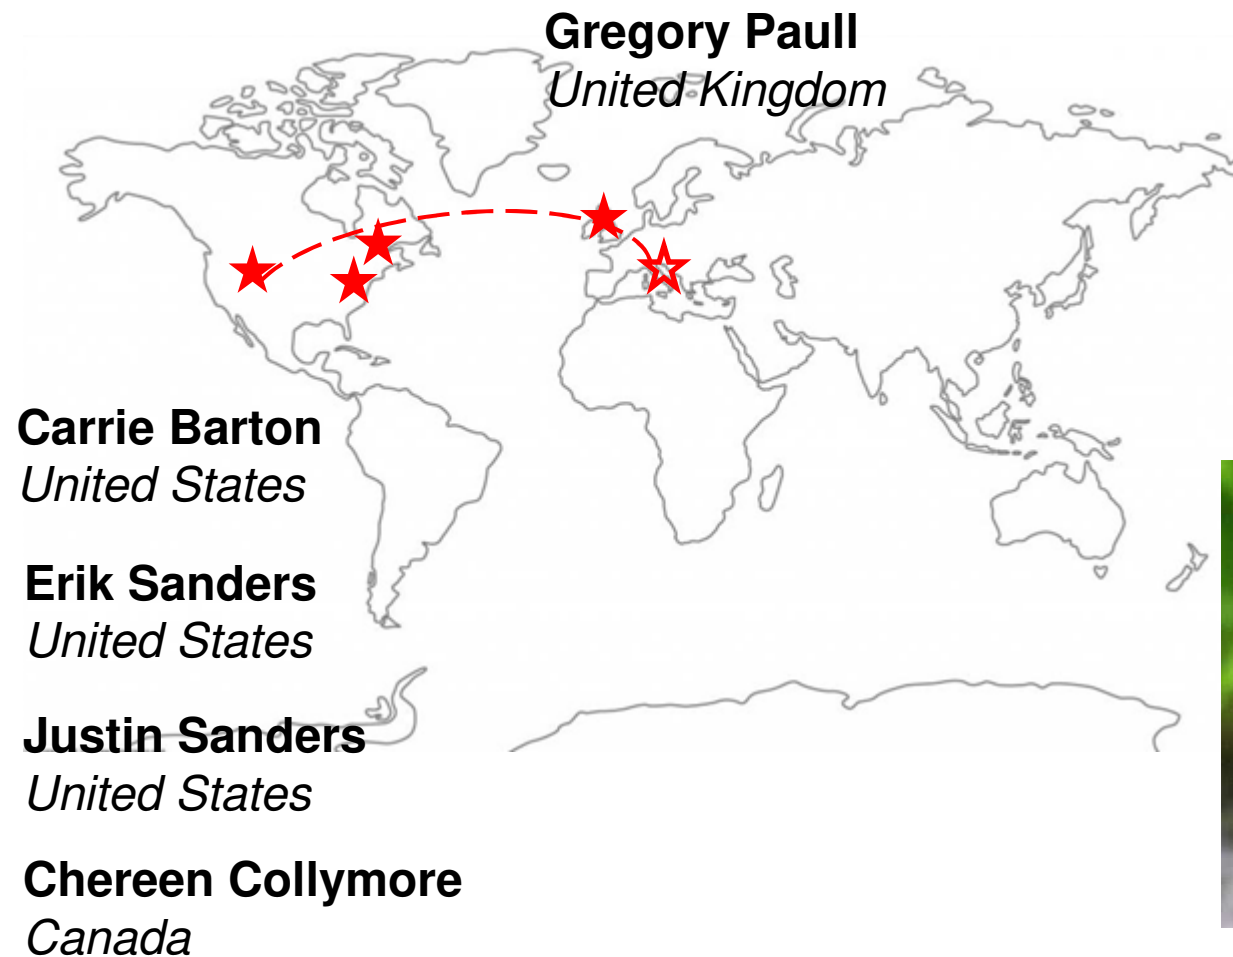 Gregory Paull
United Kingdom
Carrie Barton
United States
Erik Sanders
United States
Justin Sanders
United States
Chereen Collymore
Canada